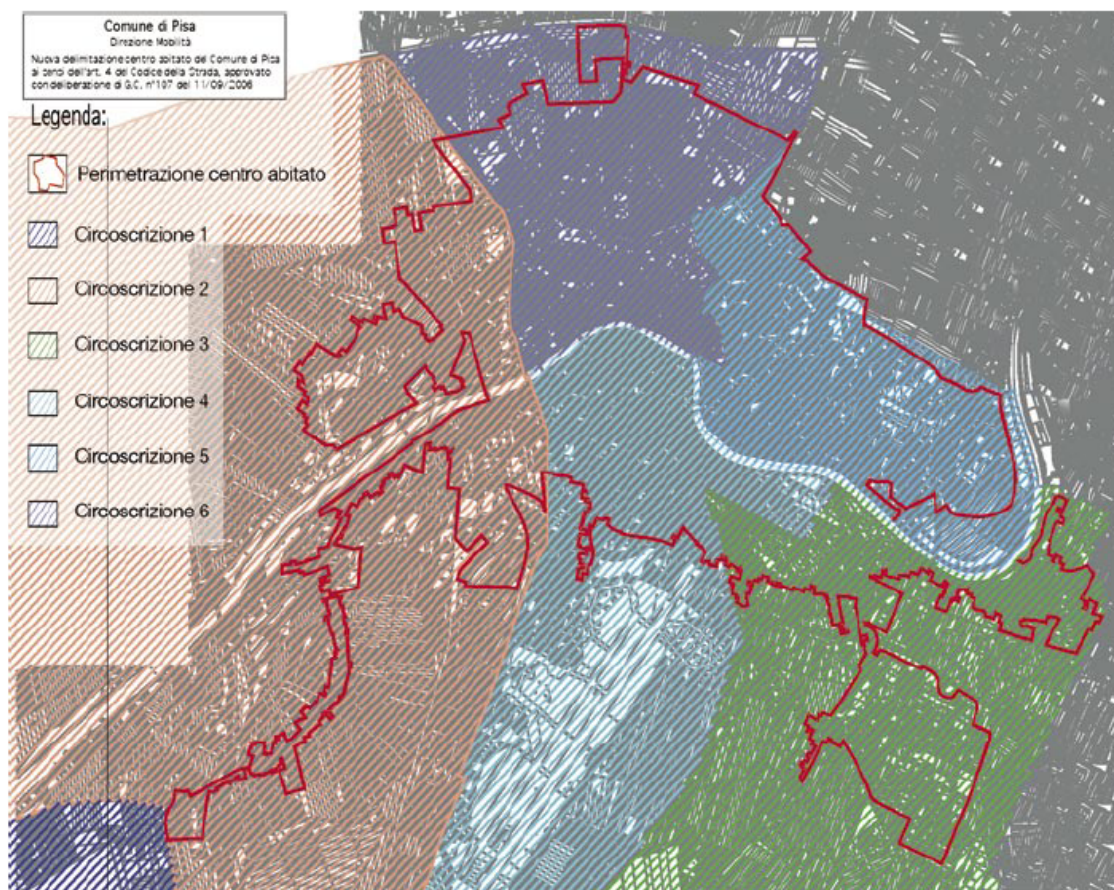 Comune di Pisa
Direzione Mobilità
Nuova delimitazione centro abitato del Comune di Pisa
ai sensi dell'art. 4 del Codice della Strada, approvato
con deliberazione di G.C. n°107 del 11/09/2006
Legenda:
Perimetrazione centro abitato
Circoscrizione 1
Circoscrizione 2
Circoscrizione 3
Circoscrizione 4
Circoscrizione 5
Circoscrizione 6